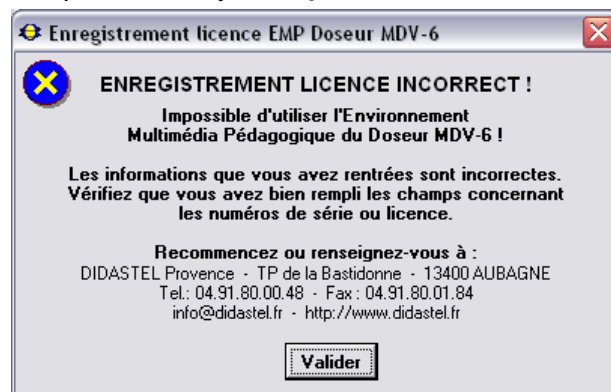 Enregistrement licence EMP Doseur MDV-6
ENREGISTREMENT LICENCE INCORRECT !
Impossible d'utiliser l'Environnement
Multimédia Pédagogique du Doseur MDV-6 !
Les informations que vous avez rentrées sont incorrectes.
Vérifiez que vous avez bien rempli les champs concernant
les numéros de série ou licence.
Recommencez ou renseignez-vous à :
DIDASTEL Provence - TP de la Bastidonne - 13400 AUBAGNE
Tel.: 04.91.80.00.48 - Fax : 04.91.80.01.84
info@didastel.fr - http://www.didastel.fr
Valider